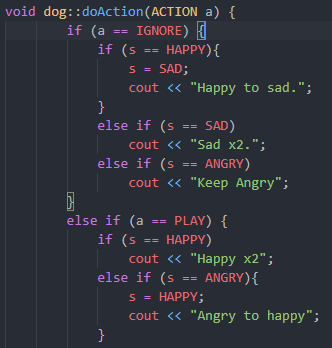 void dog::doAction(ACTION a) {
if (a == IGNORE) {
if (s == HAPPY){
s = SAD;
cout << "Happy to sad.";
}
else if (s == SAD)
cout << "Sad x2.";
else if (s == ANGRY)
cout << "Keep Angry";
}
else if (a == PLAY) {
if (s == HAPPY)
cout << "Happy x2";
else if (s == ANGRY){
s = HAPPY;
cout << "Angry to happy";
}